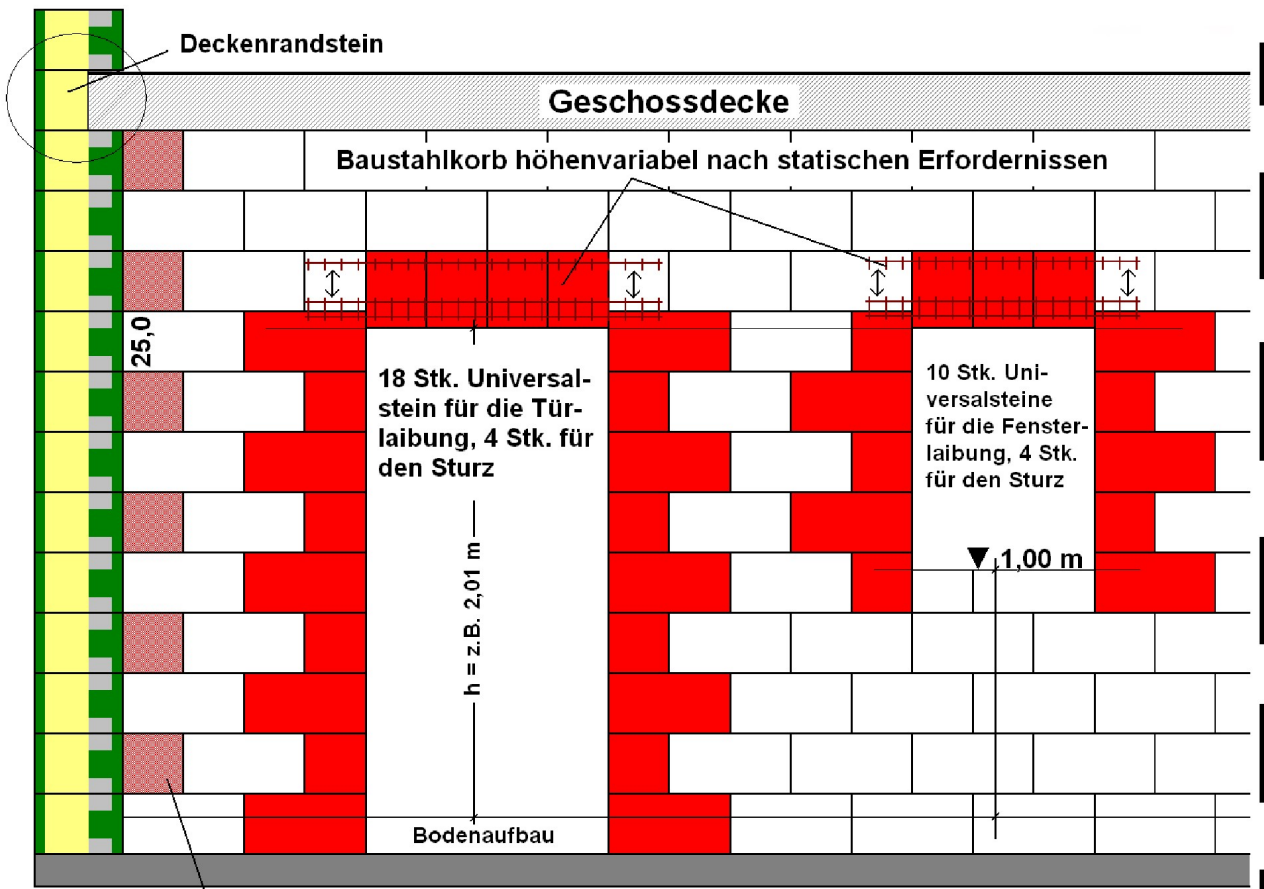 Deckenrandstein
Geschossdecke
Baustahlkorb höhenvariabel nach statischen Erfordernissen
25,0
18 Stk. Universal-
stein für die Tür-
laibung, 4 Stk. für
den Sturz
10 Stk. Uni-
versalsteine
für die Fenster-
laibung, 4 Stk.
für den Sturz
h = z.B. 2,01 m
1,00 m
Bodenaufbau